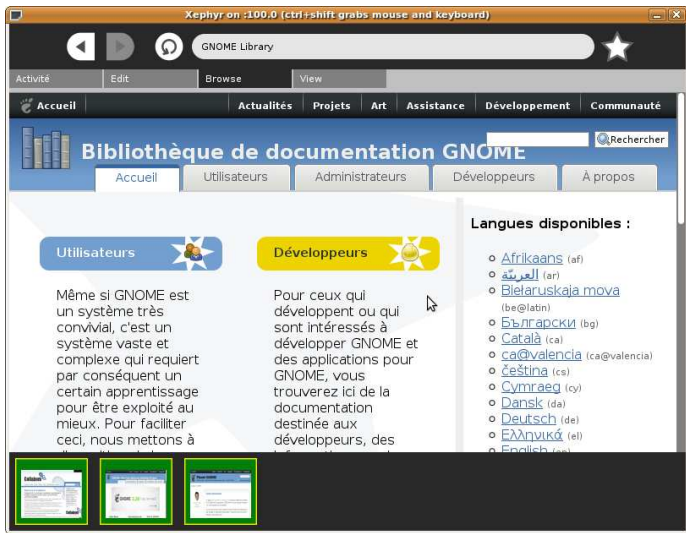 Xephyr on :100.0 (ctrl+shift grabs mouse and keyboard)
GNOME Library
Activité Edit Browse View
Accueil Actualités Projets Art Assistance Développement Communauté
Rechercher
Bibliothèque de documentation GNOME
Accueil Utilisateurs Administrateurs Développeurs À propos
Utilisateurs
Même si GNOME est
un système très
convivial, c'est un
système vaste et
complexe qui requiert
par conséquent un
certain apprentissage
pour être exploité au
mieux. Pour faciliter
ceci, nous mettons à
Développeurs
Pour ceux qui
développent ou qui
sont intéressés à
développer GNOME et
des applications pour
GNOME, vous
trouverez ici de la
documentation
destinée aux
développeurs, des
Langues disponibles :
Afrikaans (af)
العربيّة (ar)
Biełaruskaja mova
(be@latin)
Български (bg)
Català (ca)
ca@valencia (ca@valencia)
čeština (cs)
Cymraeg (cy)
Dansk (da)
Deutsch (de)
Ελληνικά (el)
English (en)